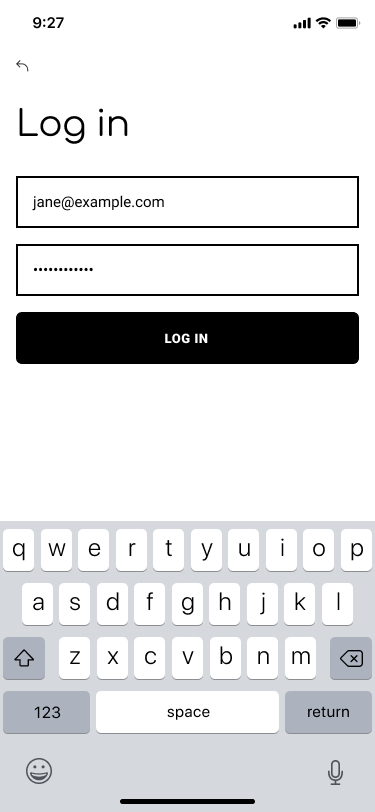 9:27
Log in
jane@example.com
••••••••••••
LOG IN
q w e r t y u i o p
a s d f g h j k l
z x c v b n m
123 space return